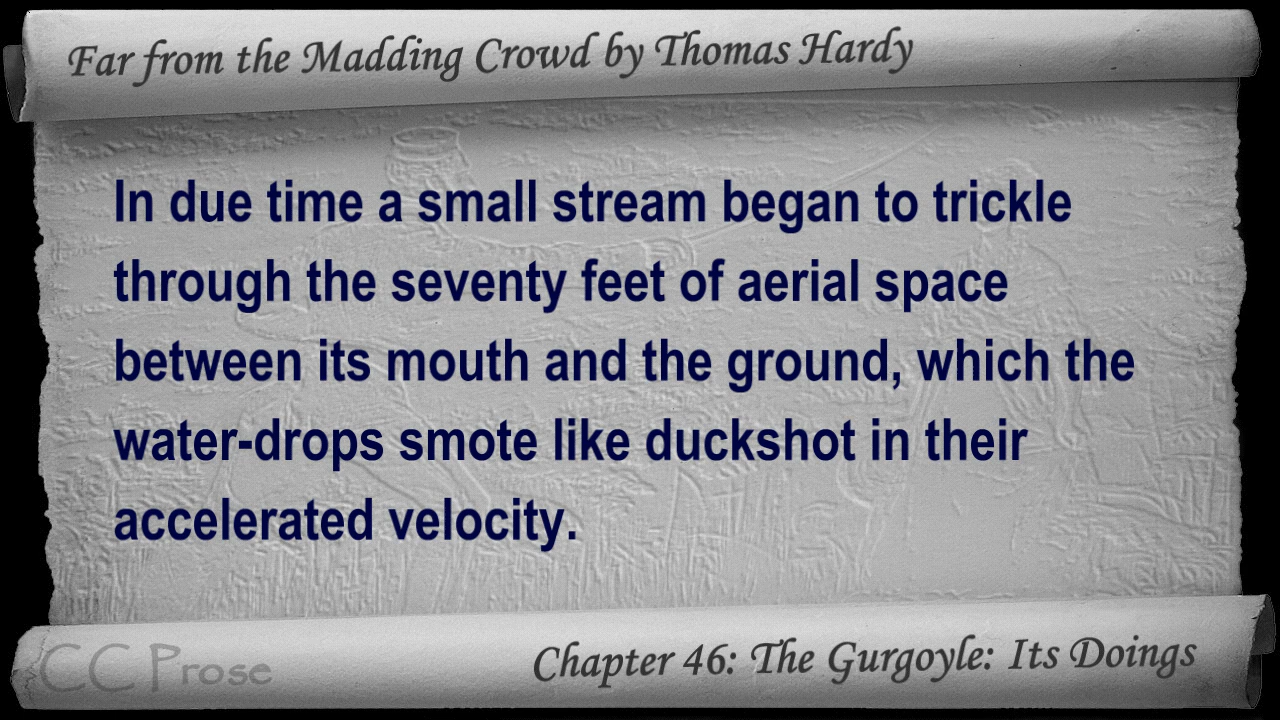 Far from the Madding Crowd by Thomas Hardy
In due time a small stream began to trickle
through the seventy feet of aerial space
between its mouth and the ground, which the
water-drops smote like duckshot in their
accelerated velocity.
CC Prose
Chapter 46: The Gurgoyle: Its Doings